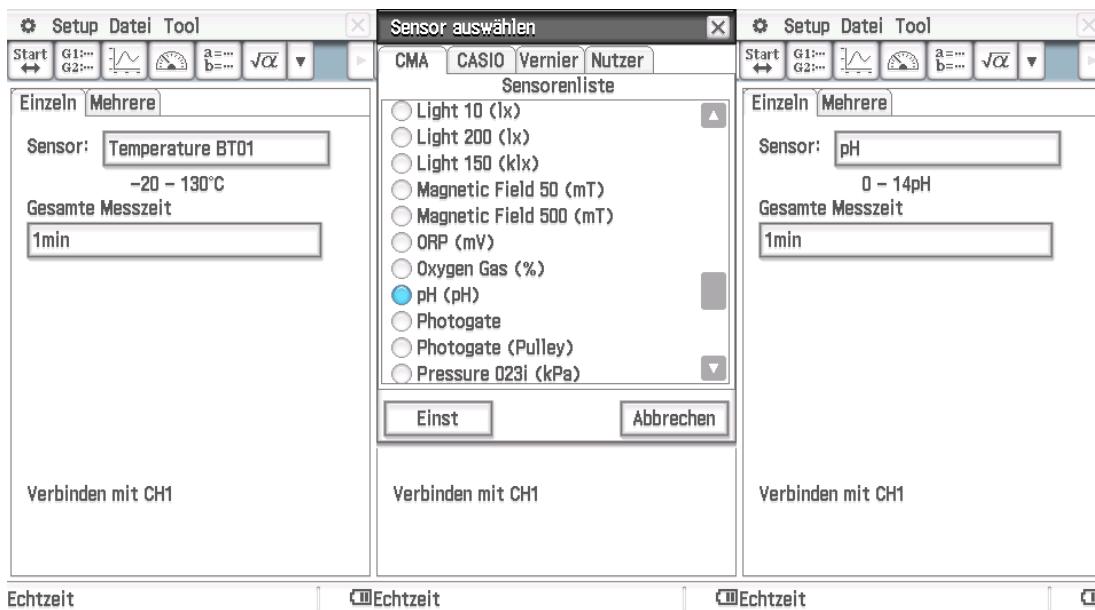 Setup Datei Tool
Start
G1:...
G2:...
a=...
b=...
√α
Einzeln Mehrere
Sensor: Temperature BT01
-20 - 130°C
Gesamte Messzeit
1min
Verbinden mit CH1
Echtzeit
Sensor auswählen
CMA CASIO Vernier Nutzer
Sensorenliste
Light 10 (lx)
Light 200 (lx)
Light 150 (klx)
Magnetic Field 50 (mT)
Magnetic Field 500 (mT)
ORP (mV)
Oxygen Gas (%)
pH (pH)
Photogate
Photogate (Pulley)
Pressure 023i (kPa)
Einst Abbrechen
Verbinden mit CH1
Echtzeit
Setup Datei Tool
Start
G1:...
G2:...
a=...
b=...
√α
Einzeln Mehrere
Sensor: pH
0 - 14pH
Gesamte Messzeit
1min
Verbinden mit CH1
Echtzeit